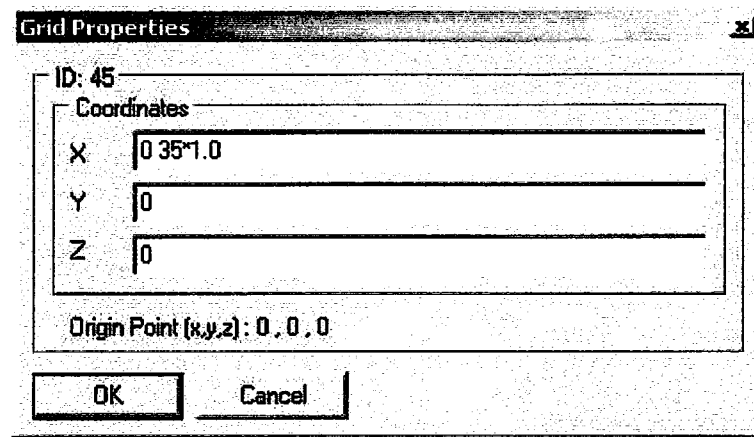 Grid Properties
ID: 45
Coordinates
X 0 35*1.0
Y 0
Z 0
Origin Point (x,y,z) : 0 , 0 , 0
OK Cancel